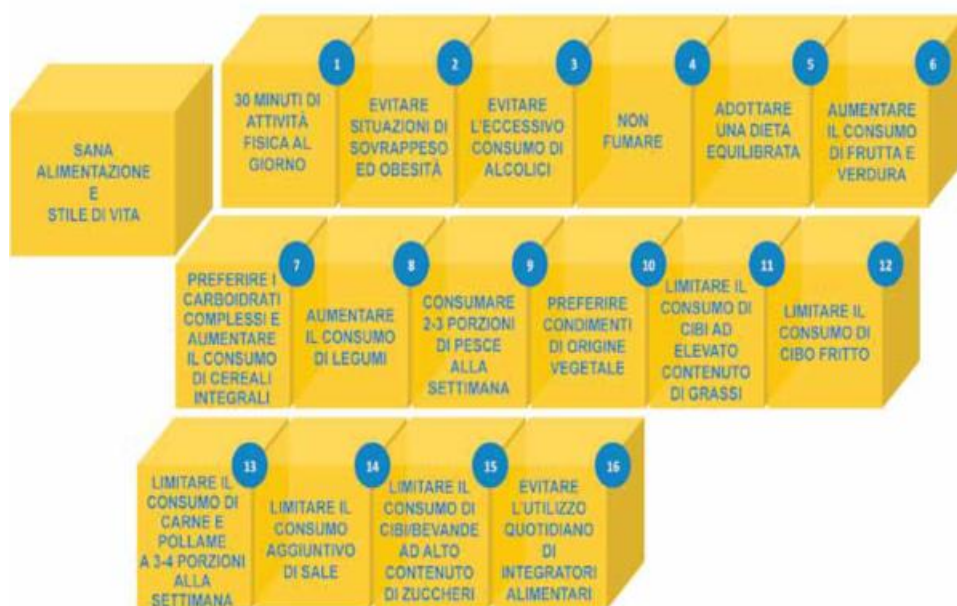 SANA
ALIMENTAZIONE
E
STILE DI VITA
1
30 MINUTI DI
ATTIVITÀ
FISICA AL
GIORNO
2
EVITARE
SITUAZIONI DI
SOVRAPPESO
ED OBESITÀ
3
EVITARE
L'ECCESSIVO
CONSUMO DI
ALCOLICI
4
NON
FUMARE
5
ADOTTARE
UNA DIETA
EQUILIBRATA
6
AUMENTARE
IL CONSUMO
DI FRUTTA E
VERDURA
7
PREFERIRE I
CARBOIDRATI
COMPLESSI E
AUMENTARE
IL CONSUMO
DI CEREALI
INTEGRALI
8
AUMENTARE
IL CONSUMO
DI LEGUMI
9
CONSUMARE
2-3 PORZIONI
DI PESCE
ALLA
SETTIMANA
10
PREFERIRE
CONDIMENTI
DI ORIGINE
VEGETALE
11
LIMITARE IL
CONSUMO DI
CIBI AD
ELEVATO
CONTENUTO
DI GRASSI
12
LIMITARE IL
CONSUMO DI
CIBO FRITTO
13
LIMITARE IL
CONSUMO DI
CARNE E
POLLAME
A 3-4 PORZIONI
ALLA
SETTIMANA
14
LIMITARE IL
CONSUMO
AGGIUNTIVO
DI SALE
15
LIMITARE IL
CONSUMO DI
CIBI/BEVANDE
AD ALTO
CONTENUTO
DI ZUCCHERI
16
EVITARE
L'UTILIZZO
QUOTIDIANO
DI
INTEGRATORI
ALIMENTARI